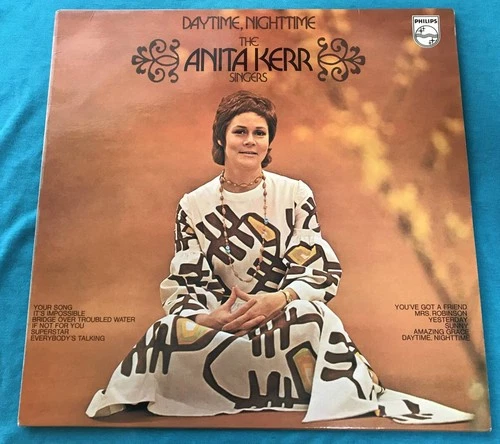 DAYTIME, NIGHTTIME
THE
ANITA KERR
SINGERS
PHILIPS
YOUR SONG
IT'S IMPOSSIBLE
BRIDGE OVER TROUBLED WATER
IF NOT FOR YOU
SUPERSTAR
EVERYBODY'S TALKING
YOU'VE GOT A FRIEND
MRS. ROBINSON
YESTERDAY
SUNNY
AMAZING GRACE
DAYTIME, NIGHTTIME